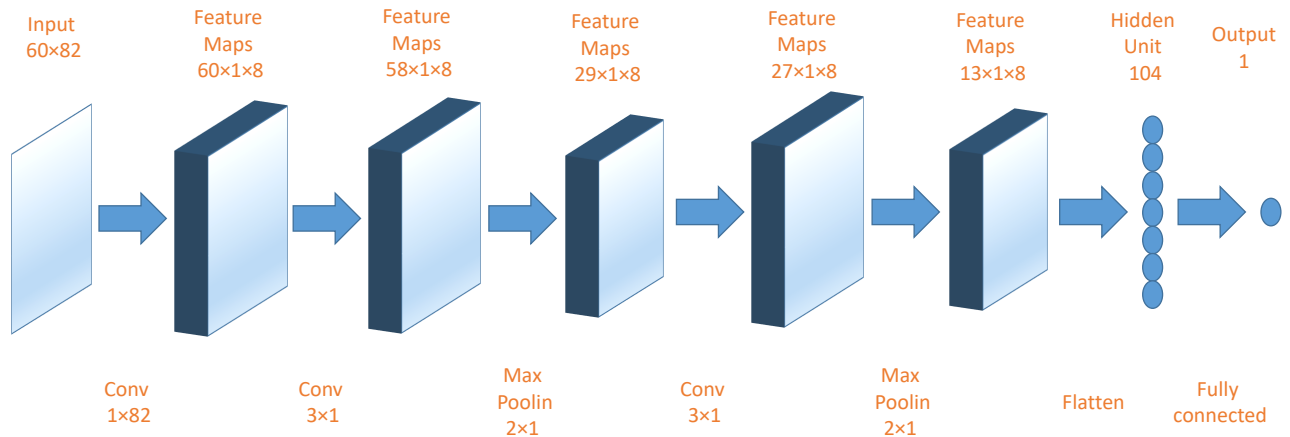 Input
60×82
Feature
Maps
60×1×8
Feature
Maps
58×1×8
Feature
Maps
29×1×8
Feature
Maps
27×1×8
Feature
Maps
13×1×8
Hidden
Unit
104
Output
1
Conv
1×82
Conv
3×1
Max
Poolin
2×1
Conv
3×1
Max
Poolin
2×1
Flatten
Fully
connected